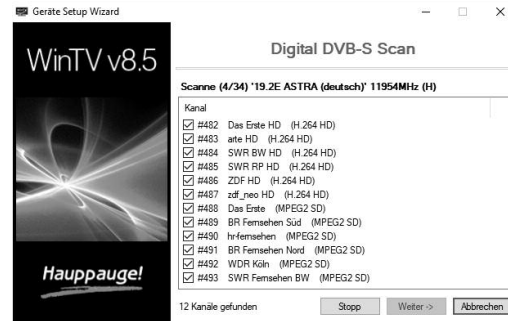 Geräte Setup Wizard
WinTV v8.5
Hauppauge!
Digital DVB-S Scan
Scanne (4/34) '19.2E ASTRA (deutsch)' 11954MHz (H)
Kanal
#482 Das Erste HD (H.264 HD)
#483 arte HD (H.264 HD)
#484 SWR BW HD (H.264 HD)
#485 SWR RP HD (H.264 HD)
#486 ZDF HD (H.264 HD)
#487 zdf_neo HD (H.264 HD)
#488 Das Erste (MPEG2 SD)
#489 BR Fernsehen Süd (MPEG2 SD)
#490 hr-fernsehen (MPEG2 SD)
#491 BR Fernsehen Nord (MPEG2 SD)
#492 WDR Köln (MPEG2 SD)
#493 SWR Fernsehen BW (MPEG2 SD)
12 Kanäle gefunden
Stopp
Weiter ->
Abbrechen